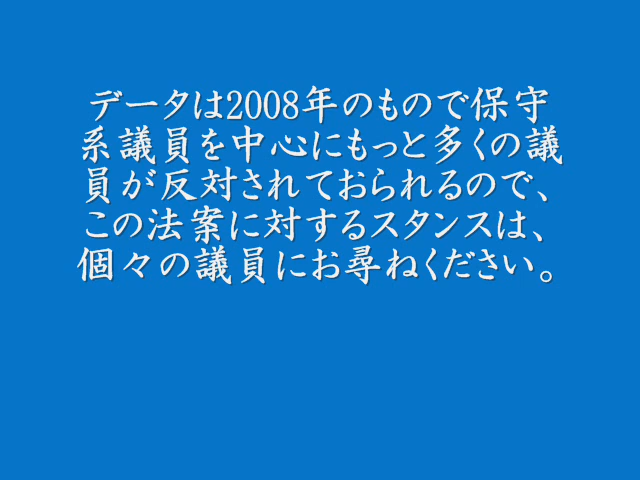 データは2008年のもので保守
系議員を中心にもっと多くの議
員が反対されておられるので、
この法案に対するスタンスは、
個々の議員にお尋ねください。